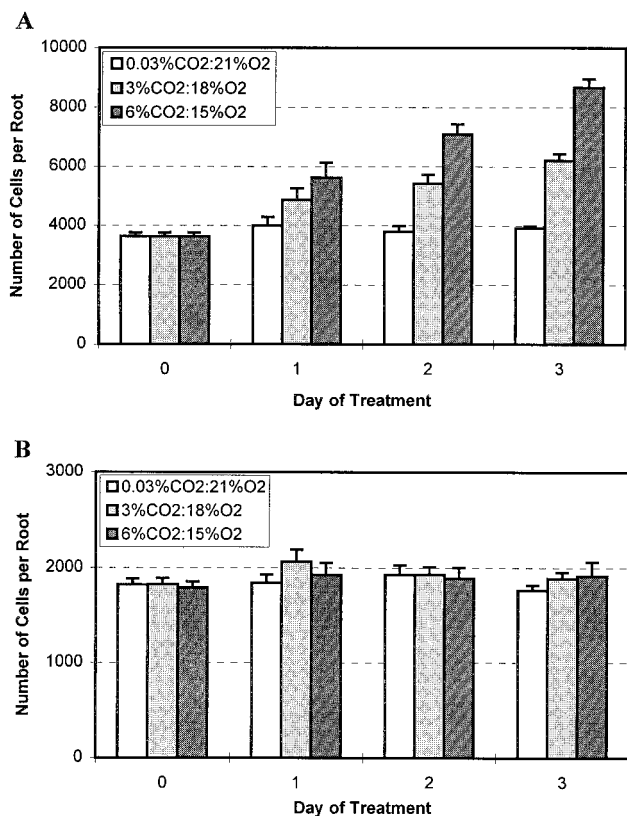 A
10000
8000
6000
4000
2000
0
Number of Cells per Root
0.03%CO2:21%O2
3%CO2:18%O2
6%CO2:15%O2
0 1 2 3
Day of Treatment
B
3000
2000
1000
0
Number of Cells per Root
0.03%CO2:21%O2
3%CO2:18%O2
6%CO2:15%O2
0 1 2 3
Day of Treatment